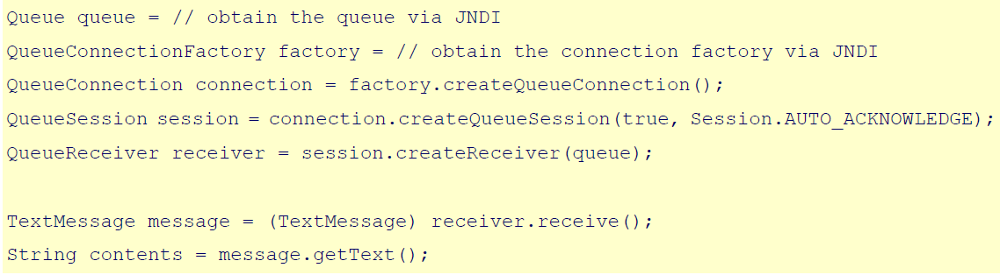 Queue queue = // obtain the queue via JNDI
QueueConnectionFactory factory = // obtain the connection factory via JNDI
QueueConnection connection = factory.createQueueConnection();
QueueSession session = connection.createQueueSession(true, Session.AUTO_ACKNOWLEDGE);
QueueReceiver receiver = session.createReceiver(queue);
TextMessage message = (TextMessage) receiver.receive();
String contents = message.getText();